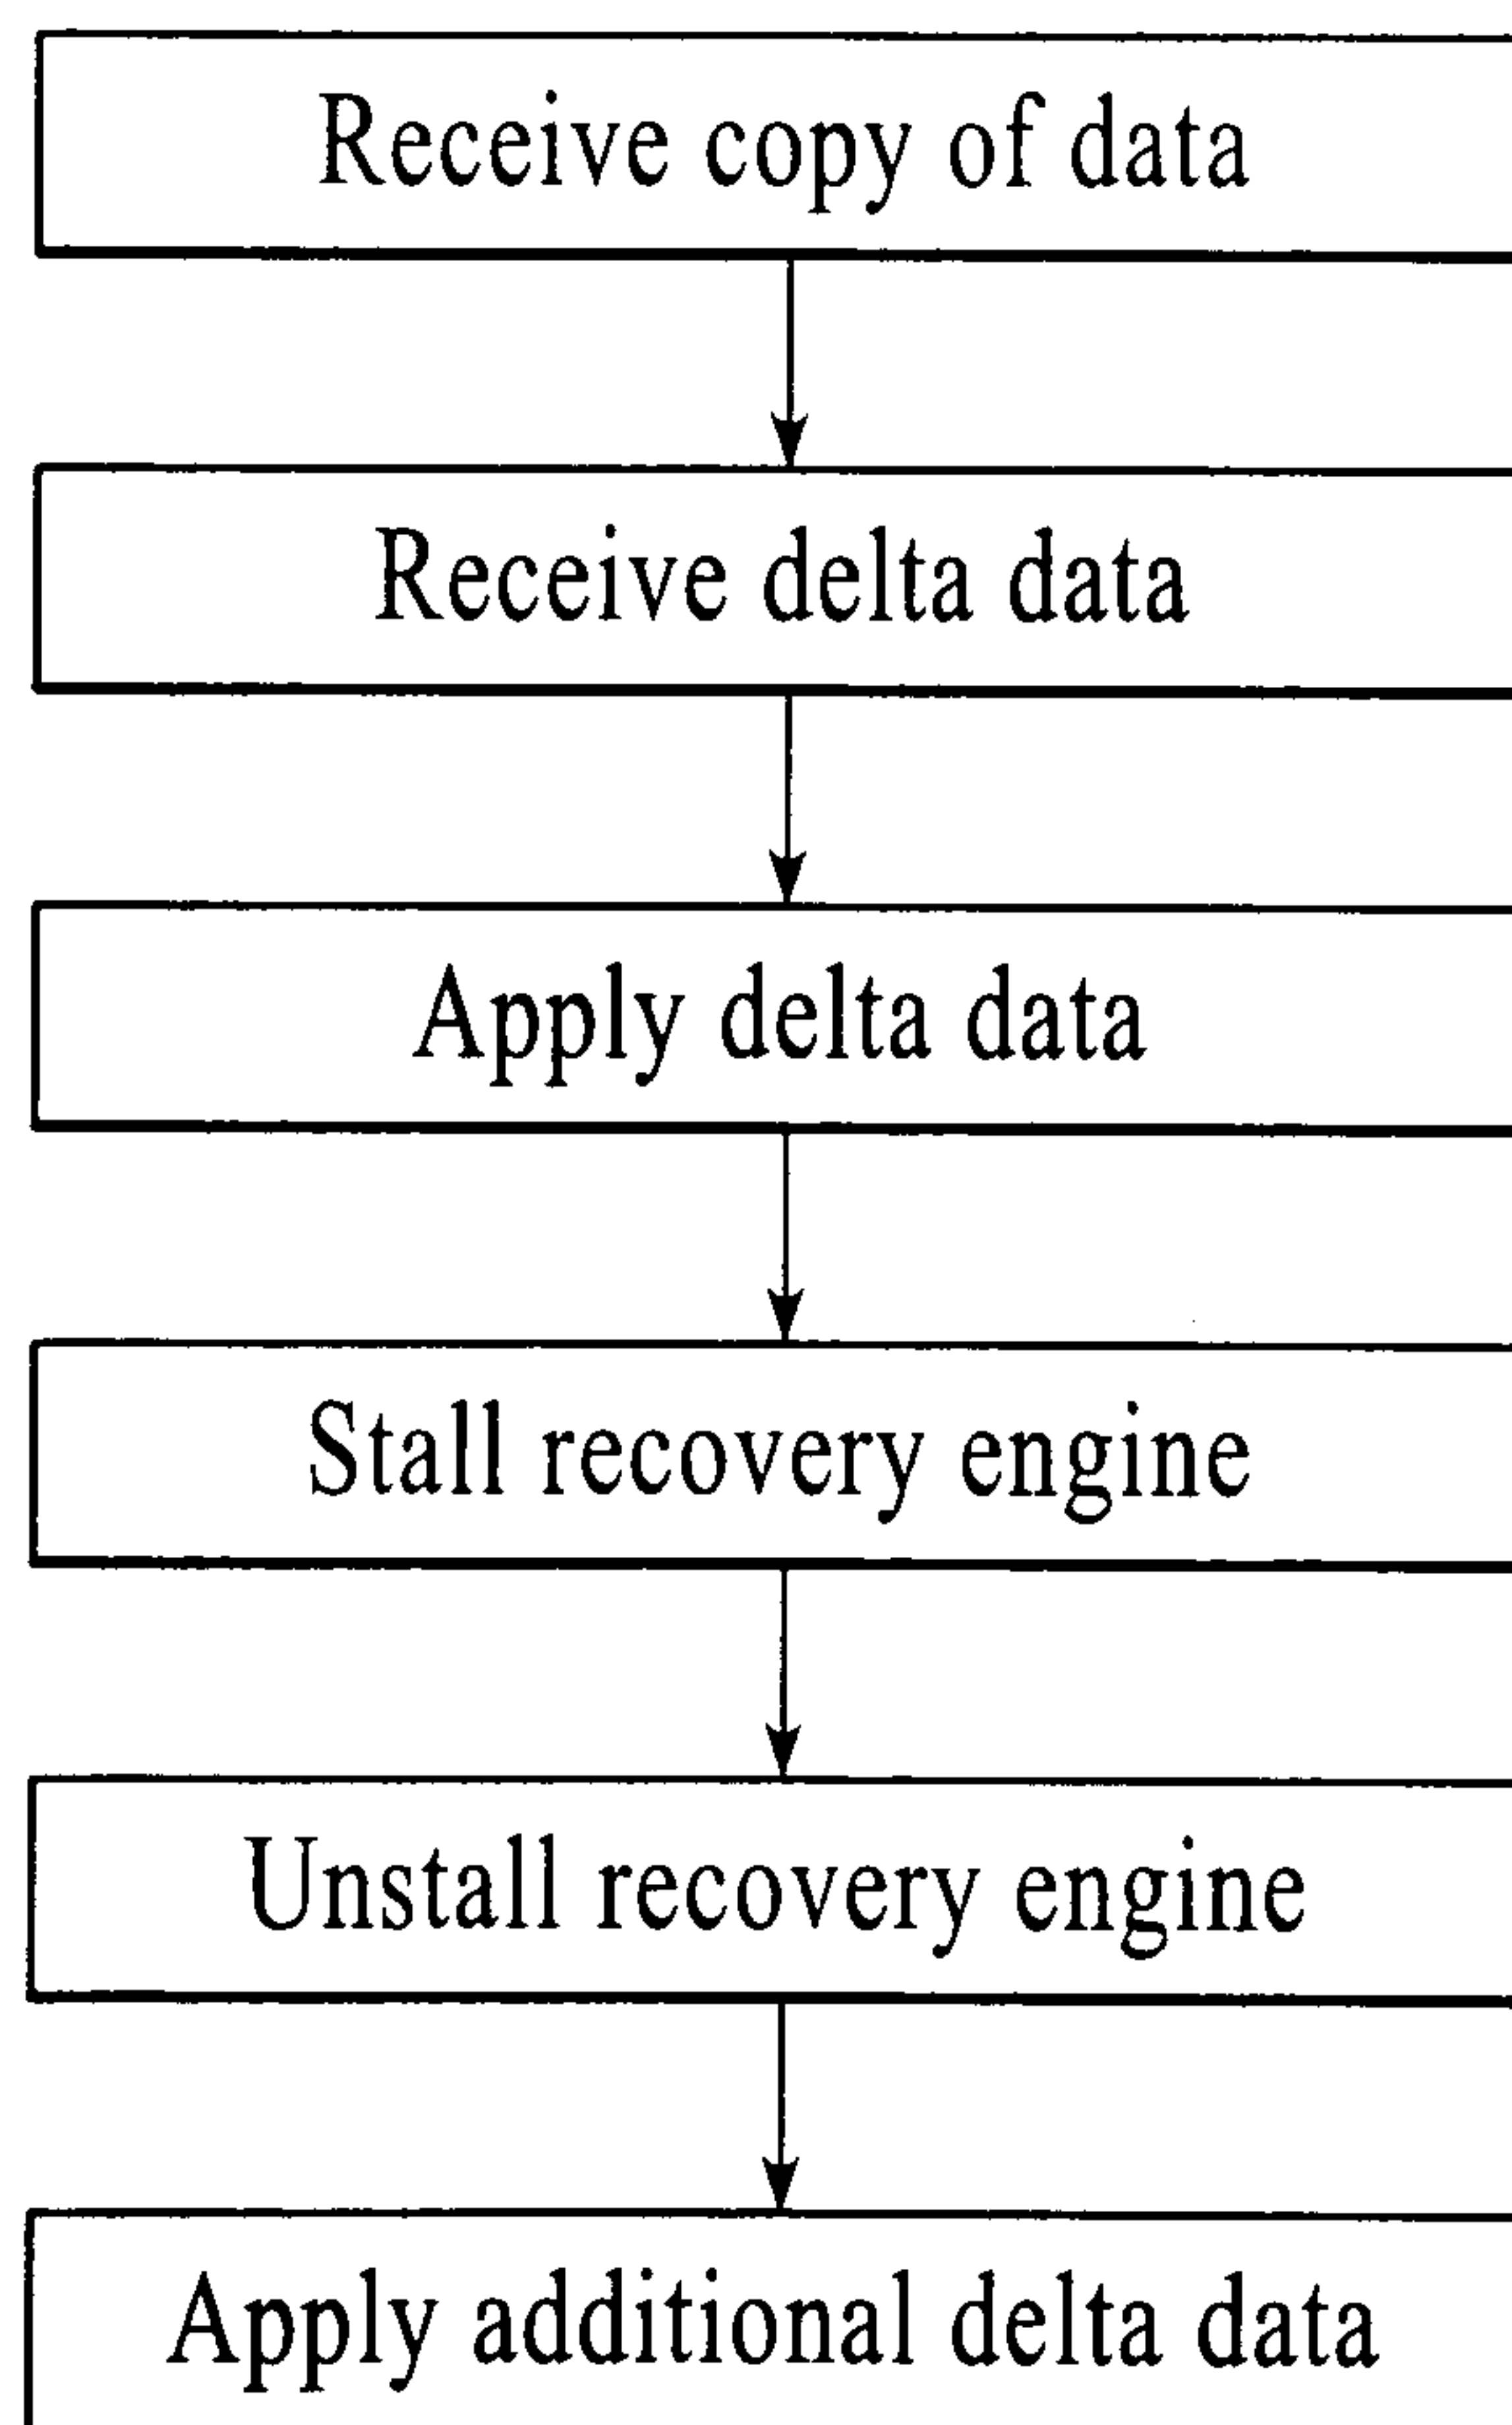 Receive copy of data
Receive delta data
Apply delta data
Stall recovery engine
Unstall recovery engine
Apply additional delta data